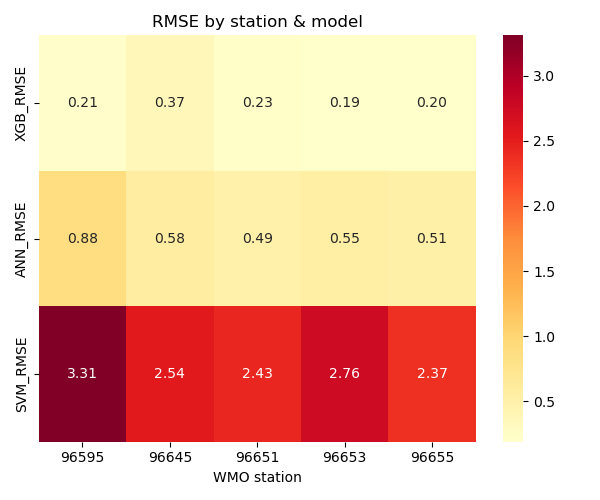 RMSE by station & model
XGB_RMSE
0.21 0.37 0.23 0.19 0.20
ANN_RMSE
0.88 0.58 0.49 0.55 0.51
SVM_RMSE
3.31 2.54 2.43 2.76 2.37
96595 96645 96651 96653 96655
WMO station
3.0
2.5
2.0
1.5
1.0
0.5